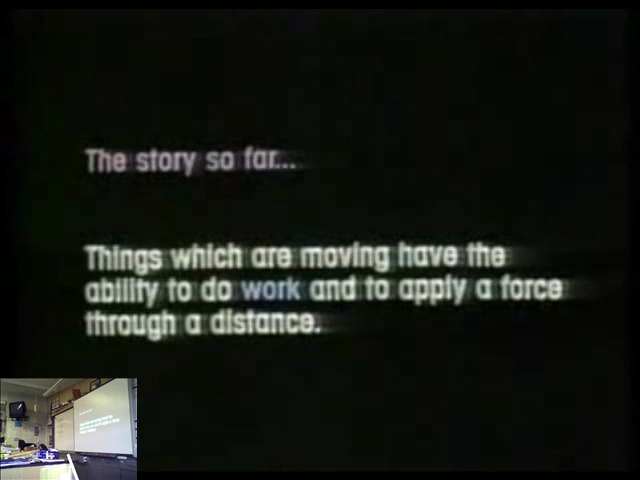 The story so far...
Things which are moving have the
ability to do work and to apply a force
through a distance.